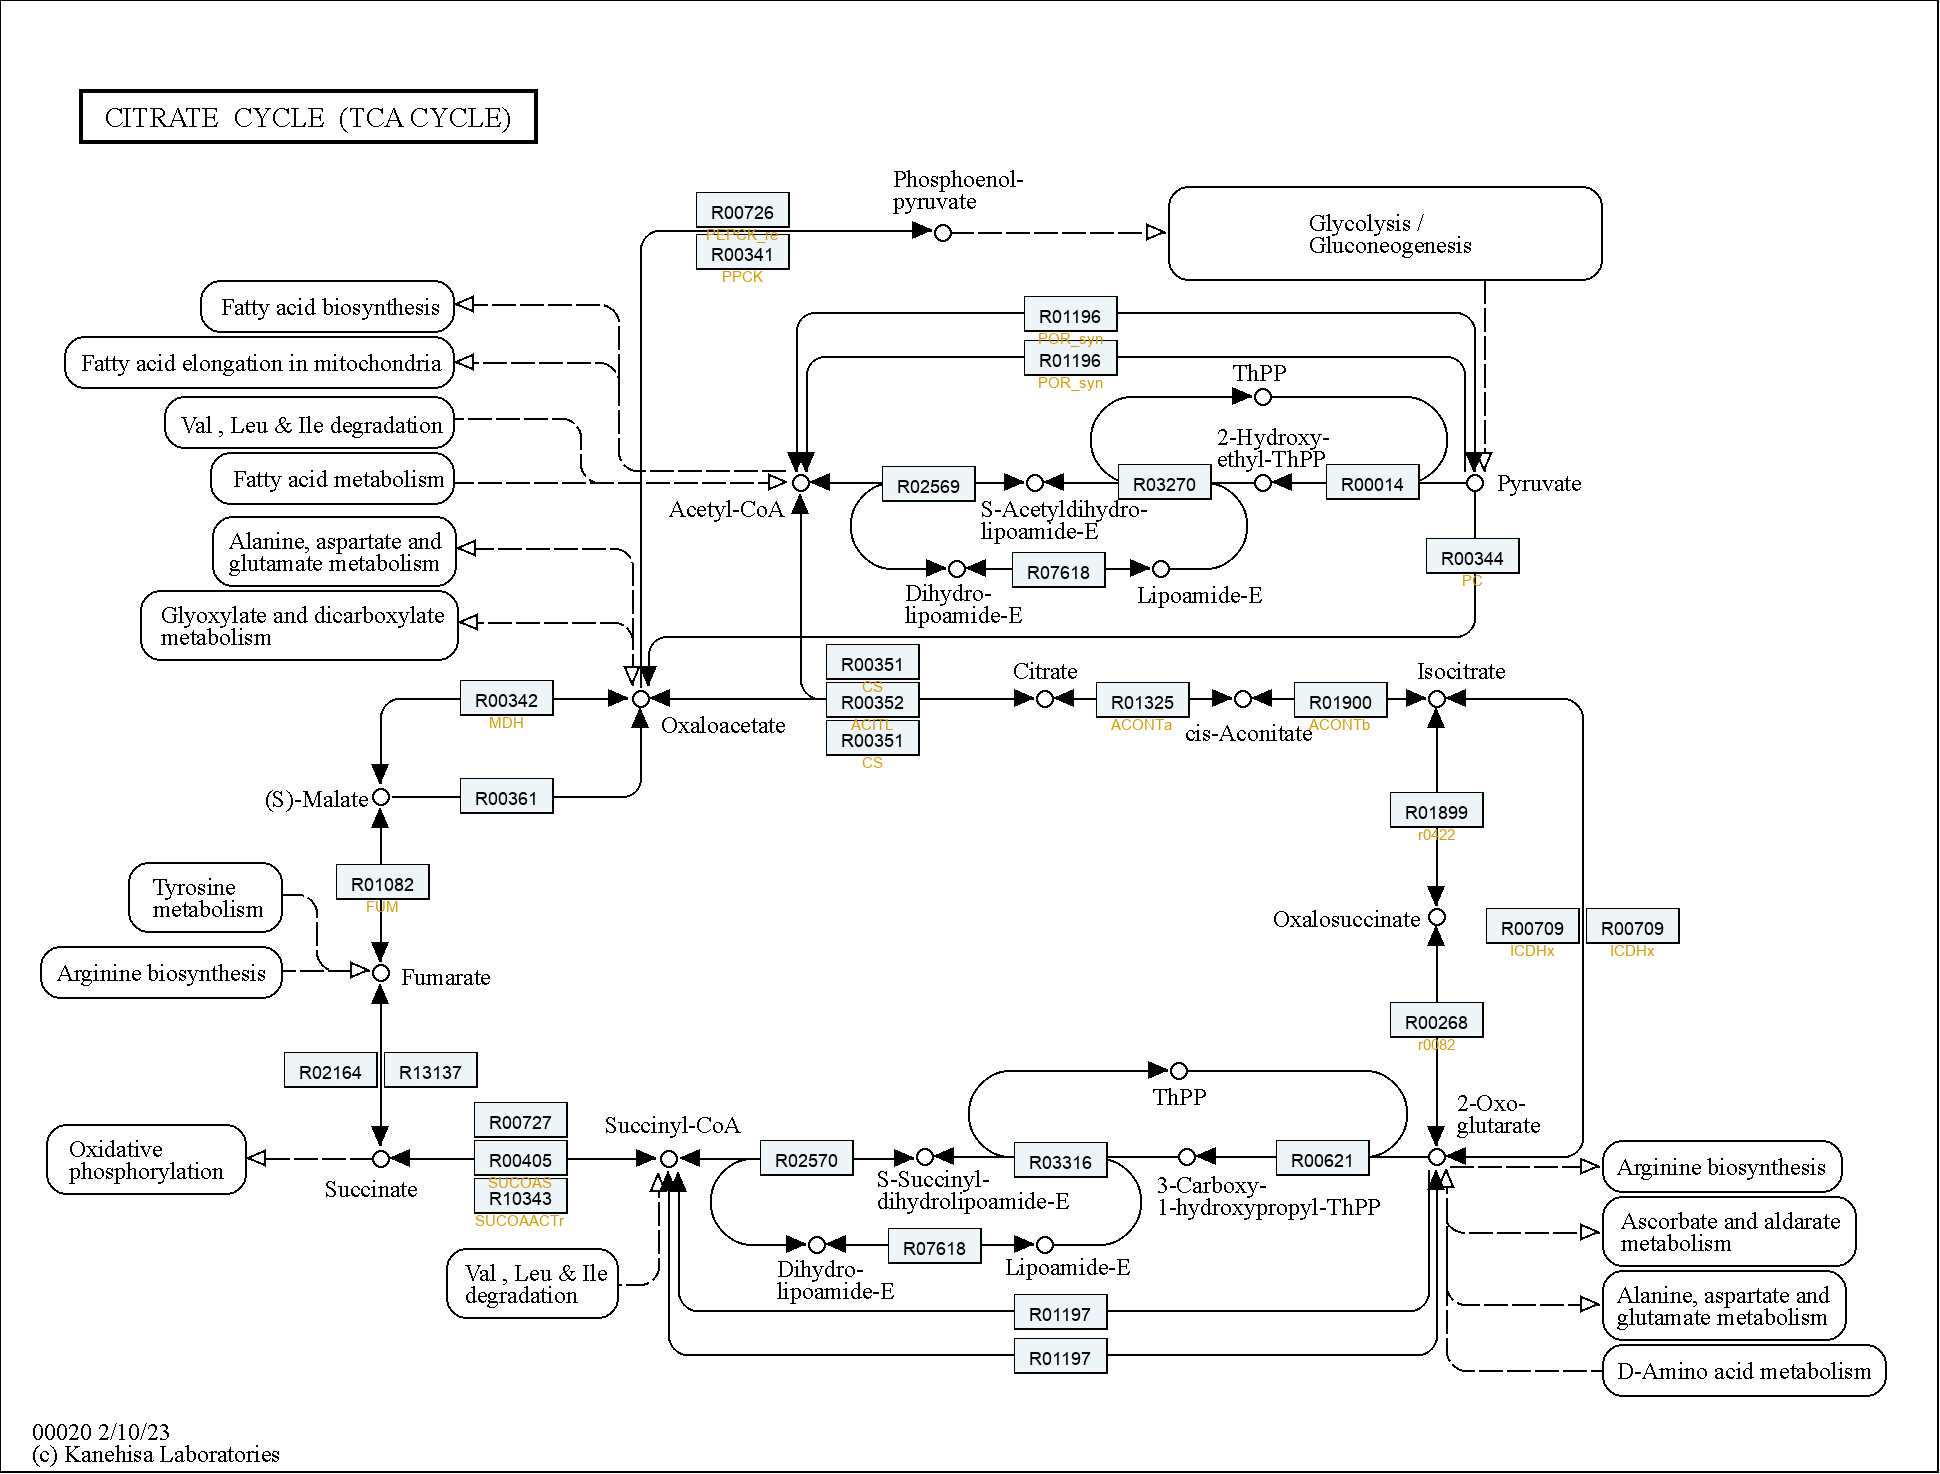 CITRATE CYCLE (TCA CYCLE)
Phosphoenol-
pyruvate
R00726
PEPCK_re
R00341
PPCK
Glycolysis /
Gluconeogenesis
Fatty acid biosynthesis
R01196
POR_syn
Fatty acid elongation in mitochondria
R01196
POR_syn
ThPP
Val , Leu & Ile degradation
2-Hydroxy-
ethyl-ThPP
Fatty acid metabolism
R02569
R03270
R00014
Pyruvate
Acetyl-CoA
S-Acetyldihydro-
lipoamide-E
Alanine, aspartate and
glutamate metabolism
R00344
PC
R07618
Dihydro-
lipoamide-E
Lipoamide-E
Glyoxylate and dicarboxylate
metabolism
R00351
CS
Citrate
Isocitrate
R00342
MDH
R00352
ACITL
R01325
ACONTa
R01900
ACONTb
Oxaloacetate
cis-Aconitate
R00351
CS
(S)-Malate
R00361
R01899
r0422
R01082
FUM
Tyrosine
metabolism
Oxalosuccinate
R00709
ICDHx
R00709
ICDHx
Arginine biosynthesis
Fumarate
R00268
r0082
R02164
R13137
ThPP
2-Oxo-
glutarate
R00727
Succinyl-CoA
Oxidative
phosphorylation
R00405
SUCOAS
R02570
R03316
R00621
Arginine biosynthesis
Succinate
R10343
SUCOAACTr
S-Succinyl-
dihydrolipoamide-E
3-Carboxy-
1-hydroxypropyl-ThPP
Ascorbate and aldarate
metabolism
R07618
Val , Leu & Ile
degradation
Dihydro-
lipoamide-E
Lipoamide-E
Alanine, aspartate and
glutamate metabolism
R01197
R01197
D-Amino acid metabolism
00020 2/10/23
(c) Kanehisa Laboratories